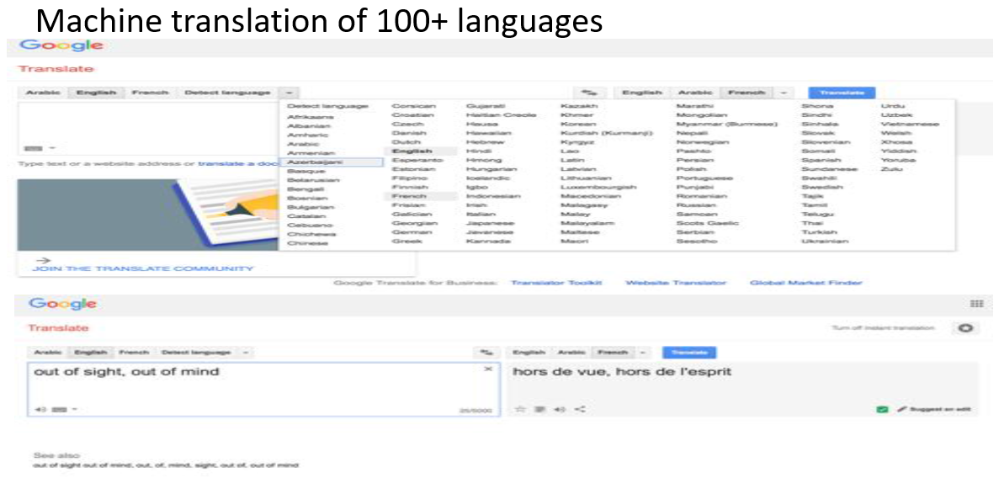 Machine translation of 100+ languages
Google
Translate
Arabic English French Detect language English Arabic French Translate
Detect language Corsican Gujarati Kazakh Marathi Shona Urdu
Afrikaans Croatian Haitian Creole Khmer Mongolian Sindhi Uzbek
Albanian Czech Hausa Korean Myanmar (Burmese) Sinhala Vietnamese
Amharic Danish Hawaiian Kurdish (Kurmanji) Nepali Slovak Welsh
Arabic Dutch Hebrew Kyrgyz Norwegian Slovenian Xhosa
Armenian English Hindi Lao Pashto Somali Yiddish
Azerbaijani Esperanto Hmong Latin Persian Spanish Yoruba
Basque Estonian Hungarian Latvian Polish Sundanese Zulu
Belarusian Filipino Icelandic Lithuanian Portuguese Swahili
Bengali Finnish Igbo Luxembourgish Punjabi Swedish
Bosnian French Indonesian Macedonian Romanian Tajik
Bulgarian Frisian Irish Malagasy Russian Tamil
Catalan Galician Italian Malay Samoan Telugu
Cebuano Georgian Japanese Malayalam Scots Gaelic Thai
Chichewa German Javanese Maltese Serbian Turkish
Chinese Greek Kannada Maori Sesotho Ukrainian
Type text or a website address or translate a doc
JOIN THE TRANSLATE COMMUNITY
Google Translate for Business: Translator Toolkit Website Translator Global Market Finder
Google
Translate
Turn off instant translation
Arabic English French Detect language English Arabic French Translate
out of sight, out of mind hors de vue, hors de l'esprit
25/5000 Suggest an edit
See also
out of sight out of mind, out, of, mind, sight, out of, out of mind